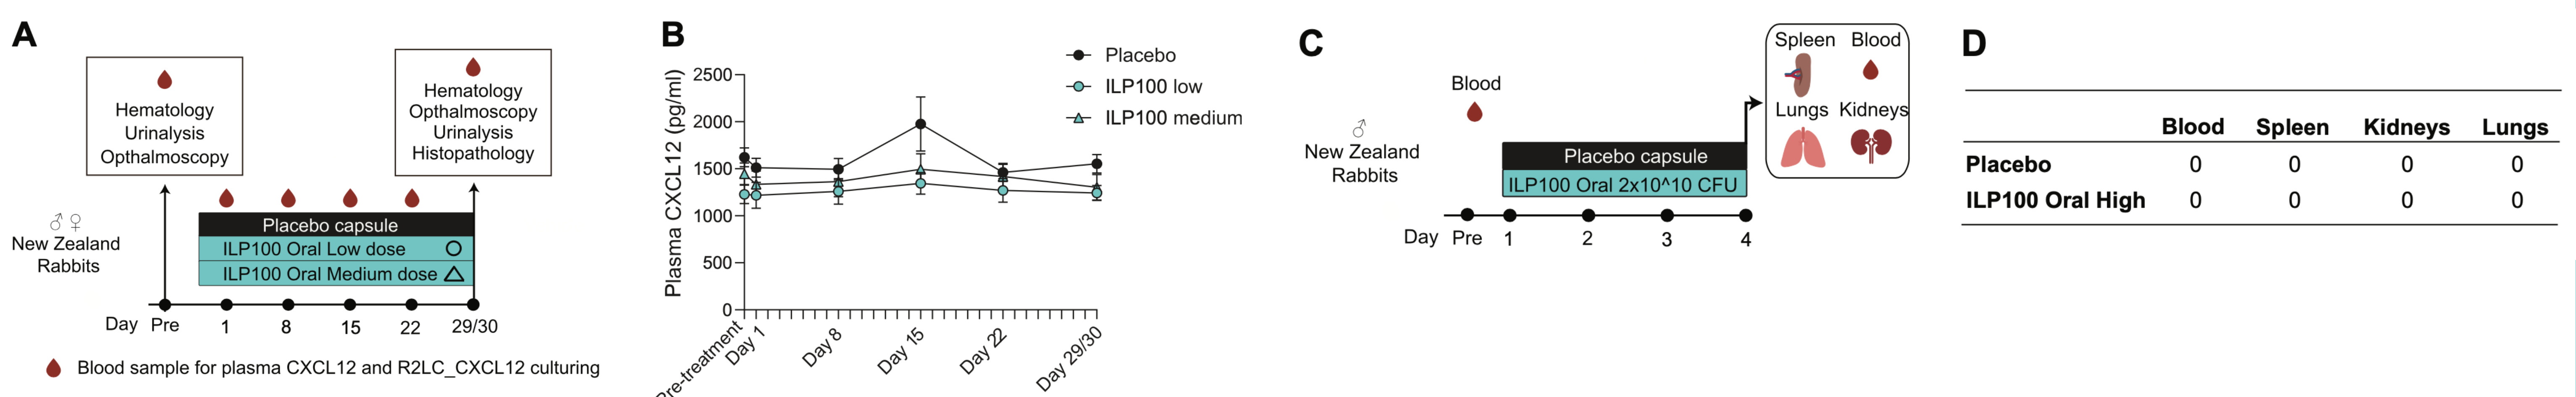 A
Hematology
Urinalysis
Opthalmoscopy
Hematology
Opthalmoscopy
Urinalysis
Histopathology
♂ ♀
New Zealand
Rabbits
Placebo capsule
ILP100 Oral Low dose
ILP100 Oral Medium dose
Day Pre 1 8 15 22 29/30
Blood sample for plasma CXCL12 and R2LC_CXCL12 culturing
B
Plasma CXCL12 (pg/ml)
2500
2000
1500
1000
500
0
Pre-treatment
Day 1
Day 8
Day 15
Day 22
Day 29/30
Placebo
ILP100 low
ILP100 medium
C
Blood
♂
New Zealand
Rabbits
Placebo capsule
ILP100 Oral 2x10^10 CFU
Day Pre 1 2 3 4
Spleen Blood
Lungs Kidneys
D
Blood Spleen Kidneys Lungs
Placebo 0 0 0 0
ILP100 Oral High 0 0 0 0